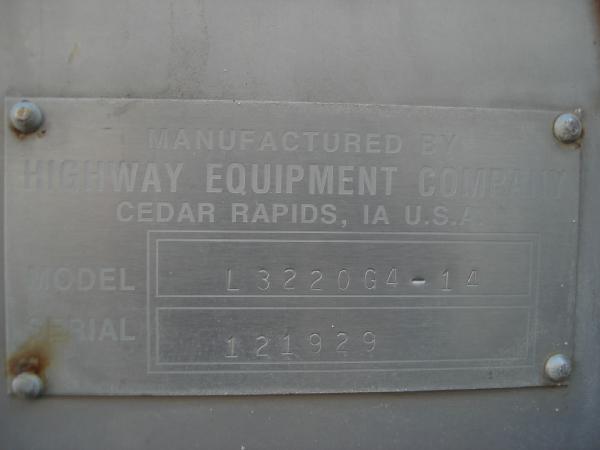 MANUFACTURED BY
HIGHWAY EQUIPMENT COMPANY
CEDAR RAPIDS, IA U.S.A.
MODEL L3220G4-14
SERIAL 121929